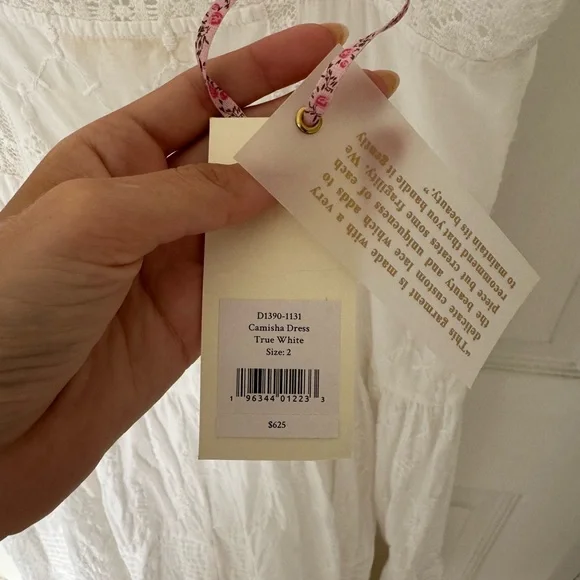 "This garment is made with a very
delicate custom lace which adds to
the beauty and uniqueness of each
piece but creates some fragility. We
recommend that you handle it gently
to maintain its beauty."
D1390-1131
Camisha Dress
True White
Size: 2
1 96344 01223 3
$625